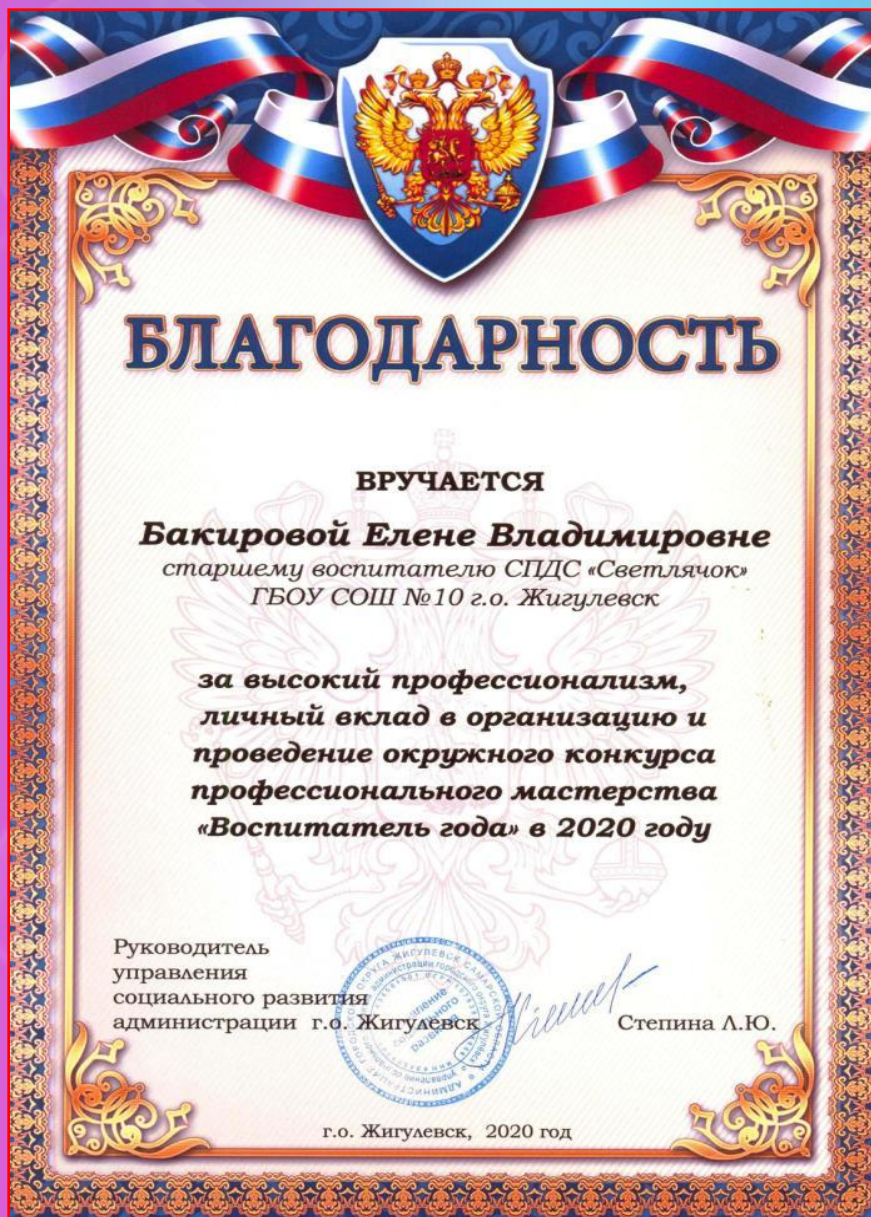 БЛАГОДАРНОСТЬ
ВРУЧАЕТСЯ
Бакировой Елене Владимировне
старшему воспитателю СПДС «Светлячок»
ГБОУ СОШ №10 г.о. Жигулевск
за высокий профессионализм,
личный вклад в организацию и
проведение окружного конкурса
профессионального мастерства
«Воспитатель года» в 2020 году
Руководитель
управления
социального развития
администрации г.о. Жигулевск
Степина Л.Ю.
г.о. Жигулевск, 2020 год